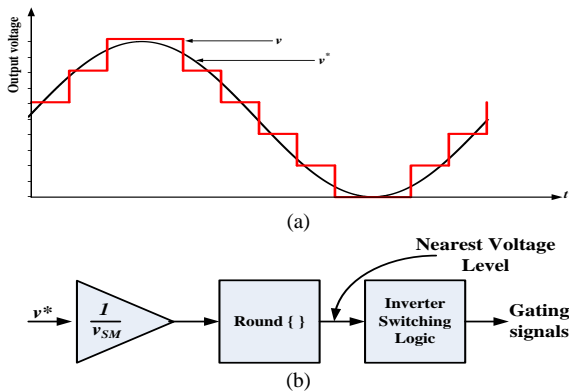 Output voltage
v
v*
t
(a)
Nearest Voltage
Level
v*
1
vSM
Round { }
Inverter
Switching
Logic
Gating
signals
(b)